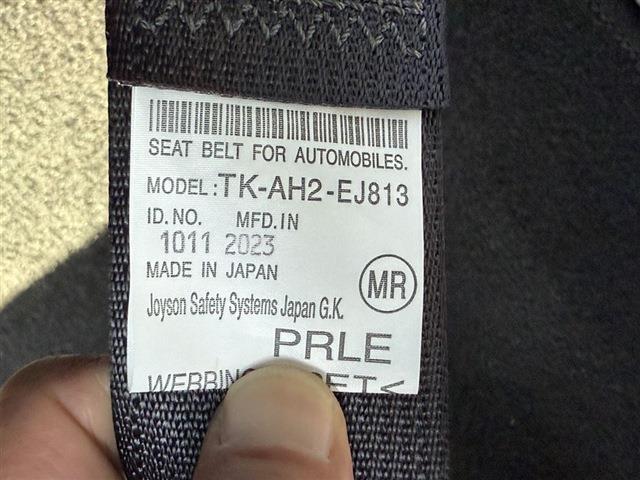 SEAT BELT FOR AUTOMOBILES.
MODEL:TK-AH2-EJ813
ID.NO. MFD.IN
1011 2023
MADE IN JAPAN
MR
Joyson Safety Systems Japan G.K.
PRLE